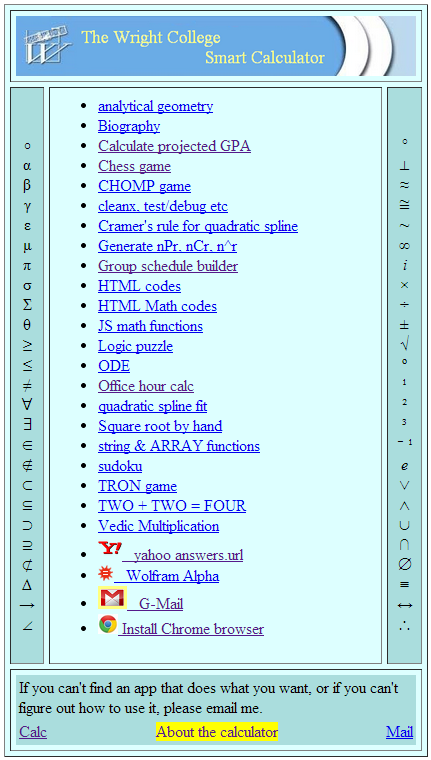 The Wright College
Smart Calculator
∘
α
β
γ
ε
μ
π
σ
Σ
θ
≥
≤
≠
∀
∃
∈
∉
⊂
⊆
⊃
⊇
⊄
Δ
→
∠
analytical geometry
Biography
Calculate projected GPA
Chess game
CHOMP game
cleanx, test/debug etc
Cramer's rule for quadratic spline
Generate nPr, nCr, n^r
Group schedule builder
HTML codes
HTML Math codes
JS math functions
Logic puzzle
ODE
Office hour calc
quadratic spline fit
Square root by hand
string & ARRAY functions
sudoku
TRON game
TWO + TWO = FOUR
Vedic Multiplication
Y! yahoo answers.url
Wolfram Alpha
G-Mail
Install Chrome browser
°
⊥
≈
≅
~
∞
i
×
÷
±
√
º
¹
²
³
⁻¹
e
∨
∧
∪
∩
∅
≡
↔
∴
If you can't find an app that does what you want, or if you can't
figure out how to use it, please email me.
Calc About the calculator Mail